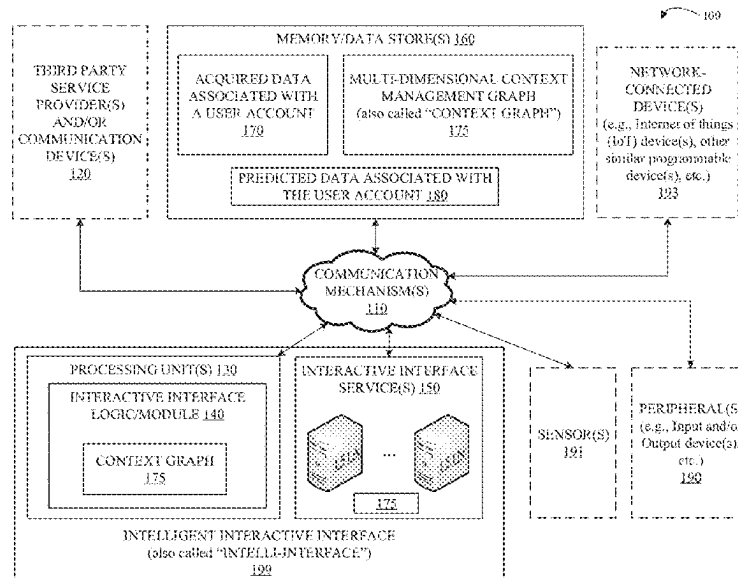 100
THIRD PARTY
SERVICE
PROVIDER(S)
AND/OR
COMMUNICATION
DEVICE(S)
120
MEMORY/DATA STORE(S) 160
ACQUIRED DATA
ASSOCIATED WITH
A USER ACCOUNT
170
MULTI-DIMENSIONAL CONTEXT
MANAGEMENT GRAPH
(also called “CONTEXT GRAPH”)
175
PREDICTED DATA ASSOCIATED WITH
THE USER ACCOUNT 180
NETWORK-
CONNECTED
DEVICE(S)
(e.g., Internet of things
(IoT) device(s), other
similar programmable
device(s), etc.)
193
COMMUNICATION
MECHANISM(S)
110
PROCESSING UNIT(S) 130
INTERACTIVE INTERFACE
LOGIC/MODULE 140
CONTEXT GRAPH
175
INTERACTIVE INTERFACE
SERVICE(S) 150
...
175
INTELLIGENT INTERACTIVE INTERFACE
(also called “INTELLI-INTERFACE”)
199
SENSOR(S)
191
PERIPHERAL(S)
(e.g., Input and/or
Output device(s),
etc.)
190